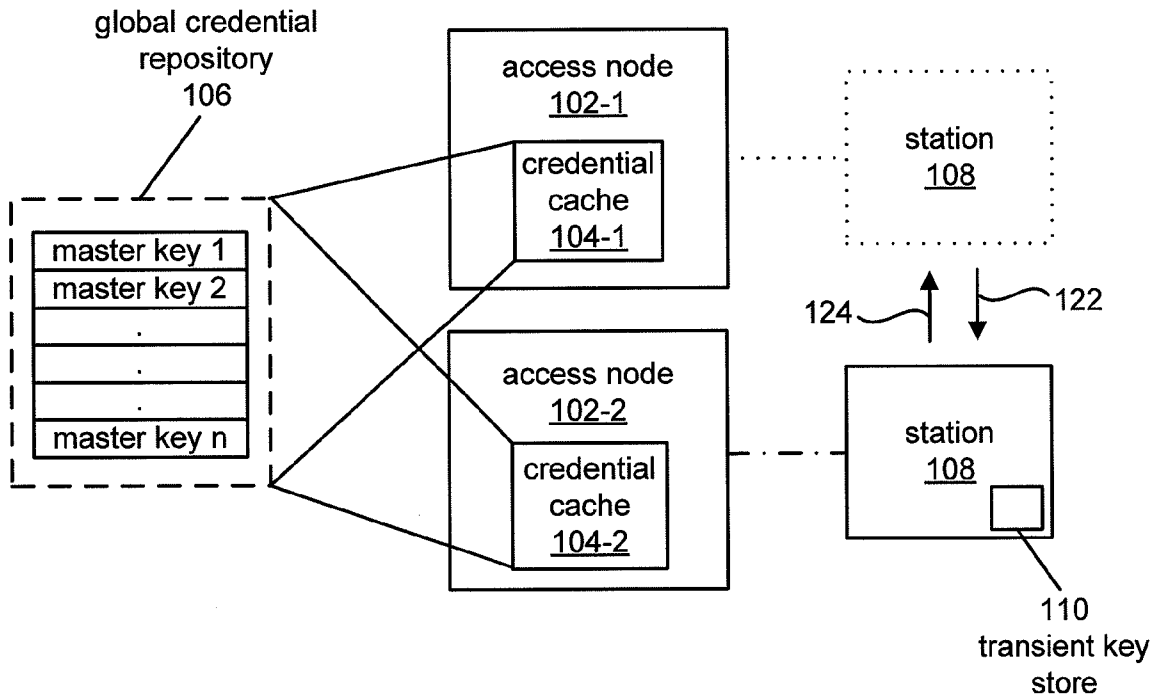 global credential
repository
106
master key 1
master key 2
.
.
.
master key n
access node
102-1
credential
cache
104-1
access node
102-2
credential
cache
104-2
station
108
124
122
station
108
110
transient key
store